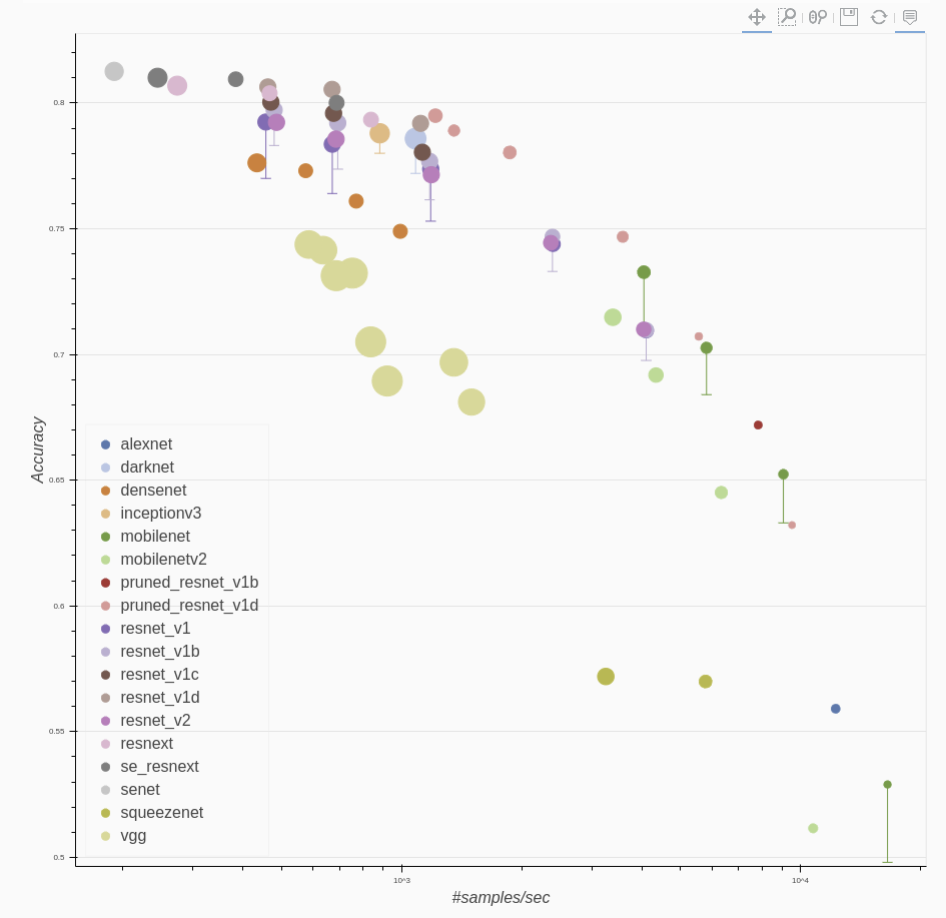 0.8
0.75
0.7
0.65
0.6
0.55
0.5
Accuracy
alexnet
darknet
densenet
inceptionv3
mobilenet
mobilenetv2
pruned_resnet_v1b
pruned_resnet_v1d
resnet_v1
resnet_v1b
resnet_v1c
resnet_v1d
resnet_v2
resnext
se_resnext
senet
squeezenet
vgg
10^3
10^4
#samples/sec